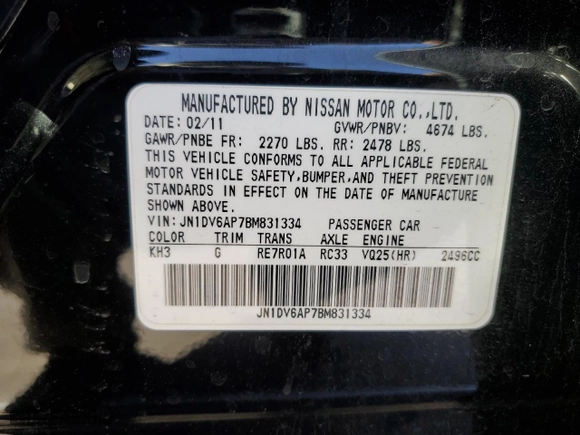 MANUFACTURED BY NISSAN MOTOR CO.,LTD.
DATE: 02/11 GVWR/PNBV: 4674 LBS.
GAWR/PNBE FR: 2270 LBS. RR: 2478 LBS.
THIS VEHICLE CONFORMS TO ALL APPLICABLE FEDERAL
MOTOR VEHICLE SAFETY,BUMPER,AND THEFT PREVENTION
STANDARDS IN EFFECT ON THE DATE OF MANUFACTURE
SHOWN ABOVE.
VIN: JN1DV6AP7BM831334 PASSENGER CAR
COLOR TRIM TRANS AXLE ENGINE
KH3 G RE7R01A RC33 VQ25(HR) 2496CC
JN1DV6AP7BM831334